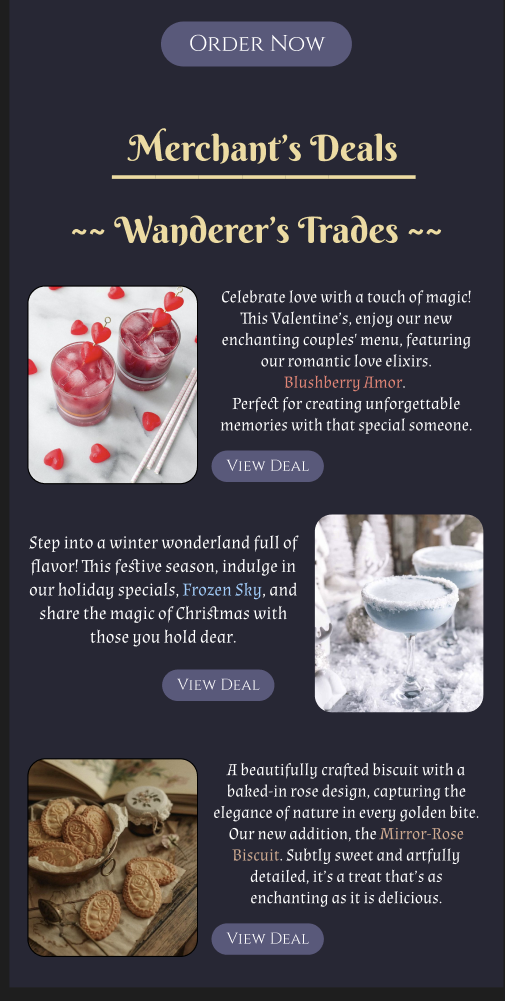 Order Now
Merchant's Deals
~~ Wanderer's Trades ~~
Celebrate love with a touch of magic!
This Valentine's, enjoy our new
enchanting couples' menu, featuring
our romantic love elixirs.
Blushberry Amor.
Perfect for creating unforgettable
memories with that special someone.
View Deal
Step into a winter wonderland full of
flavor! This festive season, indulge in
our holiday specials, Frozen Sky, and
share the magic of Christmas with
those you hold dear.
View Deal
A beautifully crafted biscuit with a
baked-in rose design, capturing the
elegance of nature in every golden bite.
Our new addition, the Mirror-Rose
Biscuit. Subtly sweet and artfully
detailed, it's a treat that's as
enchanting as it is delicious.
View Deal